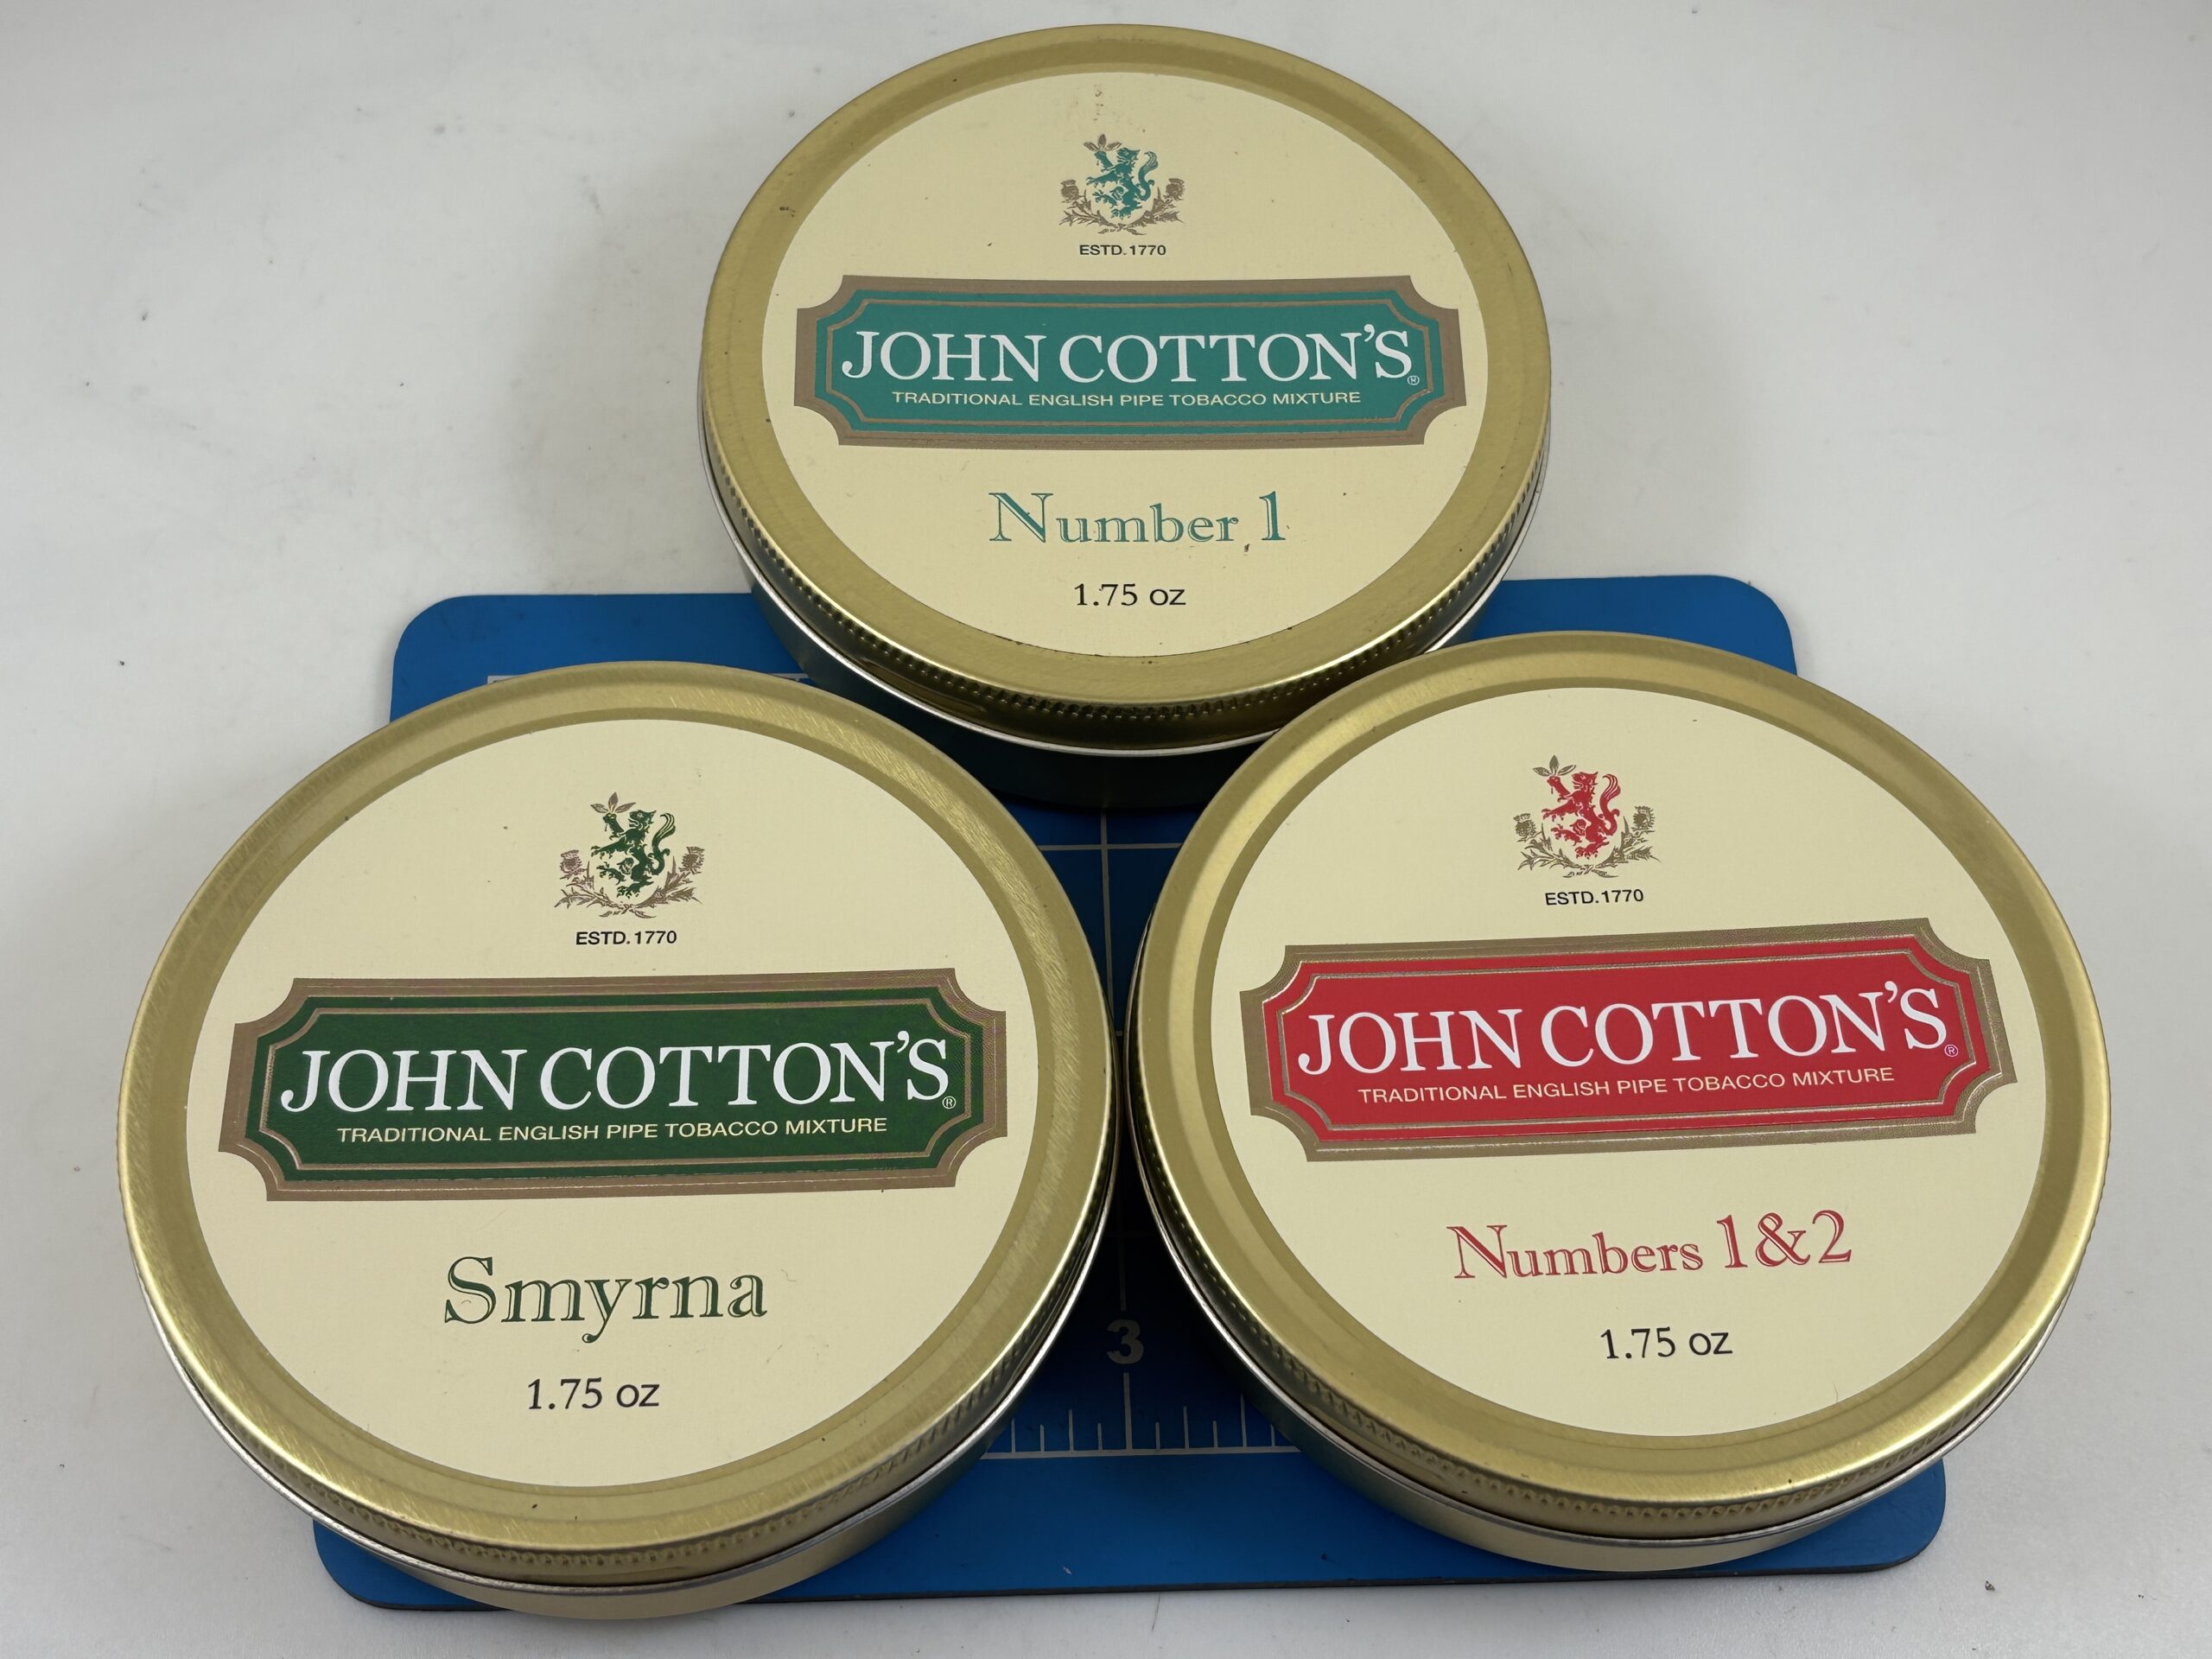 ESTD.1770
JOHN COTTON'S®
TRADITIONAL ENGLISH PIPE TOBACCO MIXTURE
Number 1
1.75 oz
ESTD.1770
JOHN COTTON'S®
TRADITIONAL ENGLISH PIPE TOBACCO MIXTURE
Smyrna
1.75 oz
ESTD.1770
JOHN COTTON'S®
TRADITIONAL ENGLISH PIPE TOBACCO MIXTURE
Numbers 1&2
1.75 oz
3